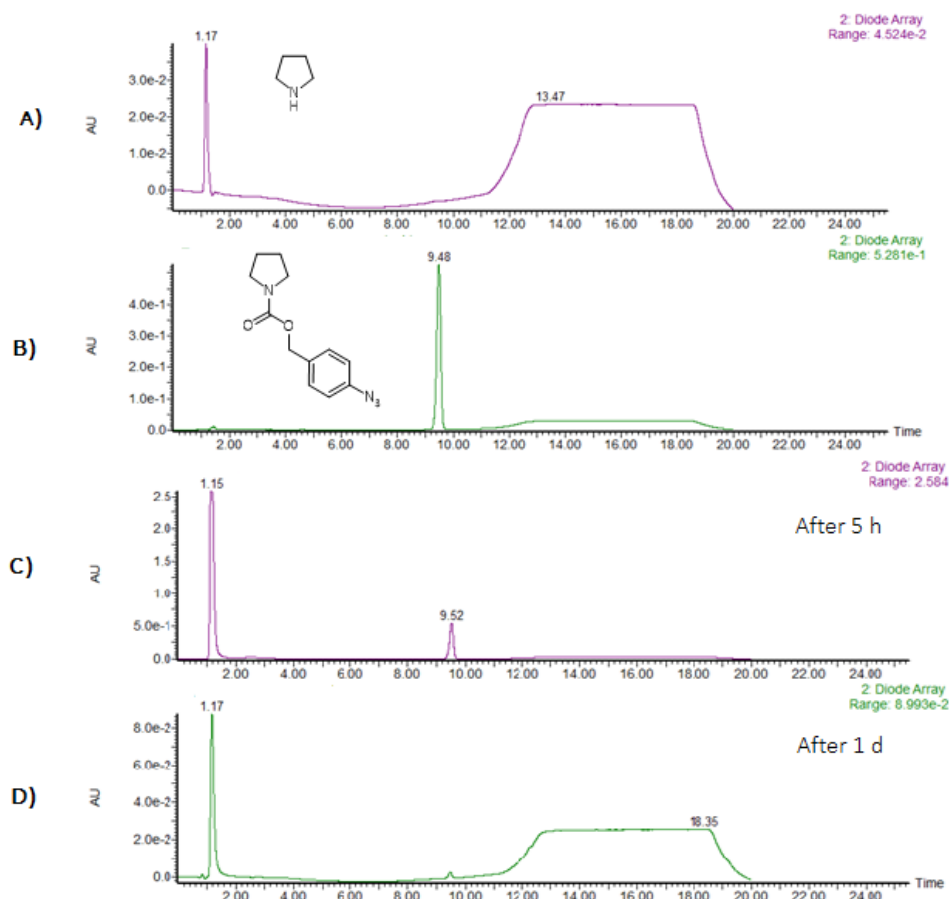 2: Diode Array
Range: 4.524e-2
1.17
N
H
13.47
A)
AU
3.0e-2
2.0e-2
1.0e-2
0.0
2.00 4.00 6.00 8.00 10.00 12.00 14.00 16.00 18.00 20.00 22.00 24.00
2: Diode Array
Range: 5.281e-1
9.48
N
O
O
N3
B)
AU
4.0e-1
3.0e-1
2.0e-1
1.0e-1
0.0
2.00 4.00 6.00 8.00 10.00 12.00 14.00 16.00 18.00 20.00 22.00 24.00
Time
2: Diode Array
Range: 2.584
1.15
After 5 h
9.52
C)
AU
2.5
2.0
1.5
1.0
5.0e-1
0.0
2.00 4.00 6.00 8.00 10.00 12.00 14.00 16.00 18.00 20.00 22.00 24.00
2: Diode Array
Range: 8.993e-2
1.17
After 1 d
18.35
D)
AU
8.0e-2
6.0e-2
4.0e-2
2.0e-2
0.0
2.00 4.00 6.00 8.00 10.00 12.00 14.00 16.00 18.00 20.00 22.00 24.00
Time